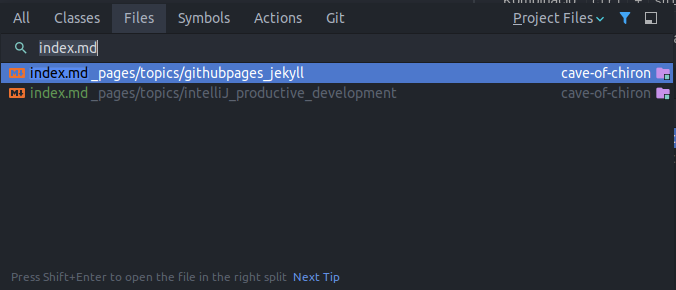 All Classes Files Symbols Actions Git Project Files
index.md
index.md _pages/topics/githubpages_jekyll cave-of-chiron
index.md _pages/topics/intelliJ_productive_development cave-of-chiron
Press Shift+Enter to open the file in the right split Next Tip